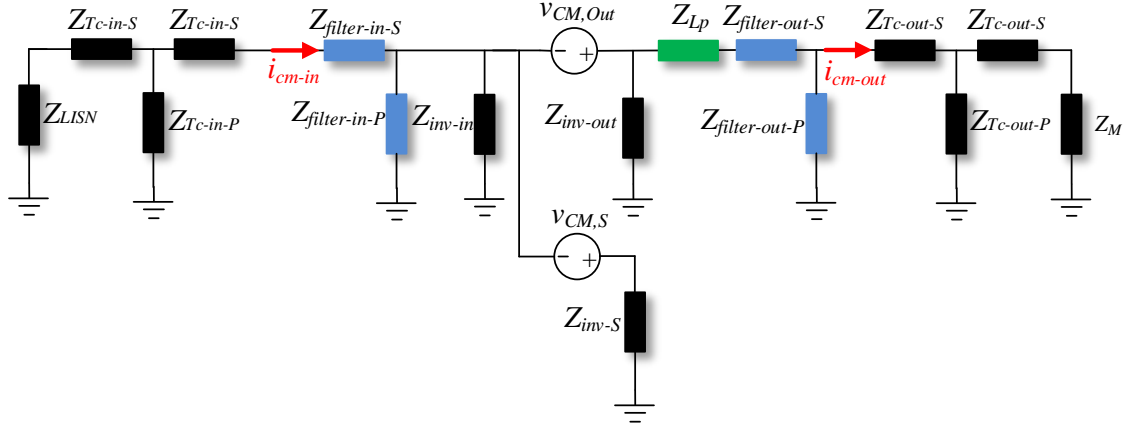 Z_Tc-in-S
Z_Tc-in-S
Z_filter-in-S
v_CM,Out
Z_Lp
Z_filter-out-S
Z_Tc-out-S
Z_Tc-out-S
i_cm-in
i_cm-out
Z_LISN
Z_Tc-in-P
Z_filter-in-P
Z_inv-in
Z_inv-out
Z_filter-out-P
Z_Tc-out-P
Z_M
- +
v_CM,S
- +
Z_inv-S